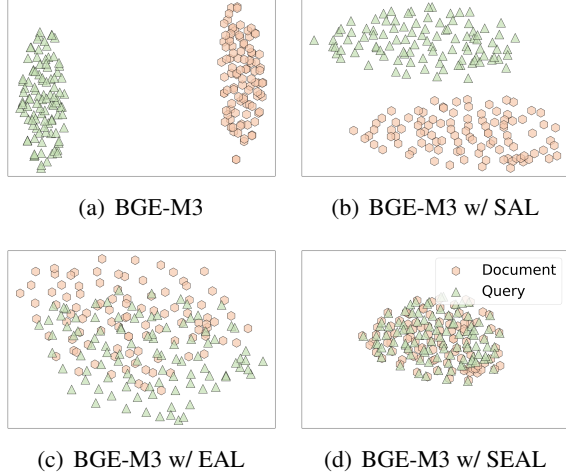 (a) BGE-M3
(b) BGE-M3 w/ SAL
Document
Query
(c) BGE-M3 w/ EAL
(d) BGE-M3 w/ SEAL